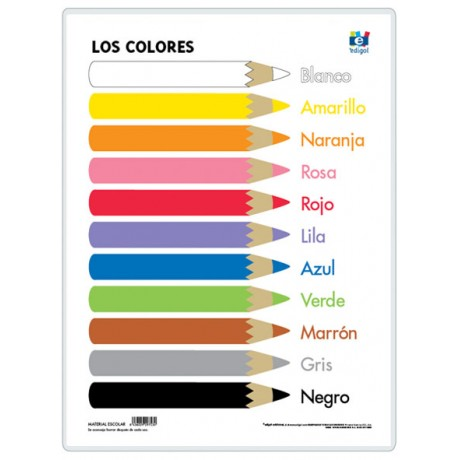 LOS COLORES
edigol
Blanco
Amarillo
Naranja
Rosa
Rojo
Lila
Azul
Verde
Marrón
Gris
Negro
MATERIAL ESCOLAR